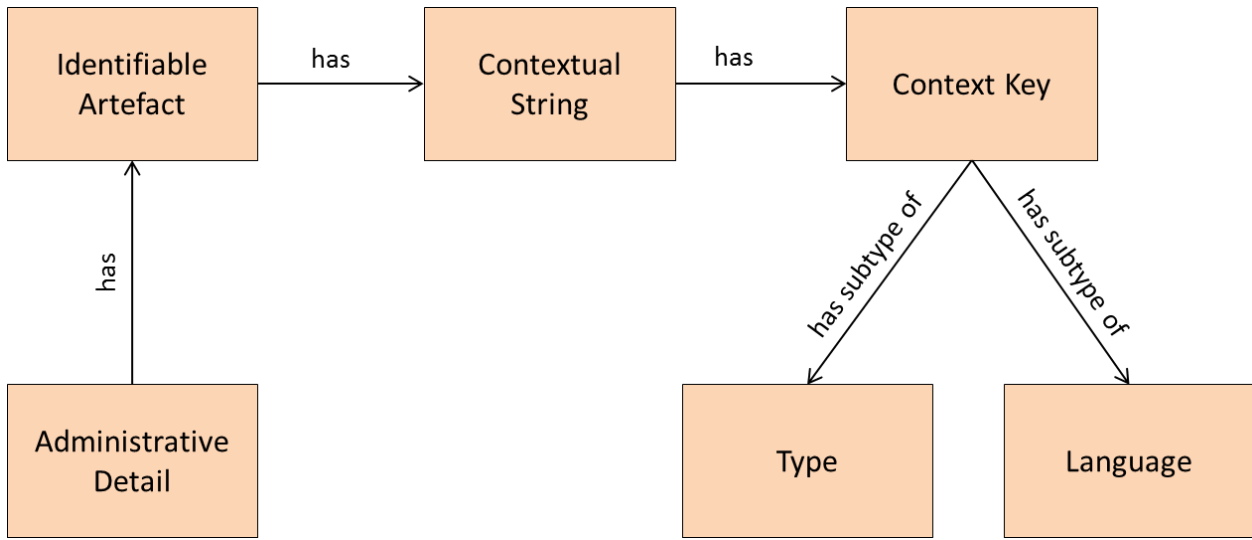 Identifiable
Artefact
has
Contextual
String
has
Context Key
has
has subtype of
has subtype of
Administrative
Detail
Type
Language